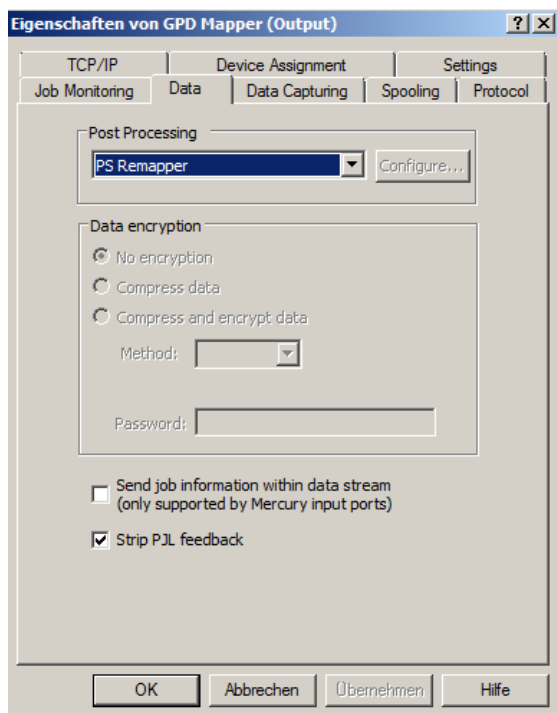 Eigenschaften von GPD Mapper (Output)
TCP/IP
Device Assignment
Settings
Job Monitoring
Data
Data Capturing
Spooling
Protocol
Post Processing
PS Remapper
Configure...
Data encryption
No encryption
Compress data
Compress and encrypt data
Method:
Password:
Send job information within data stream
(only supported by Mercury input ports)
Strip PJL feedback
OK
Abbrechen
Übernehmen
Hilfe